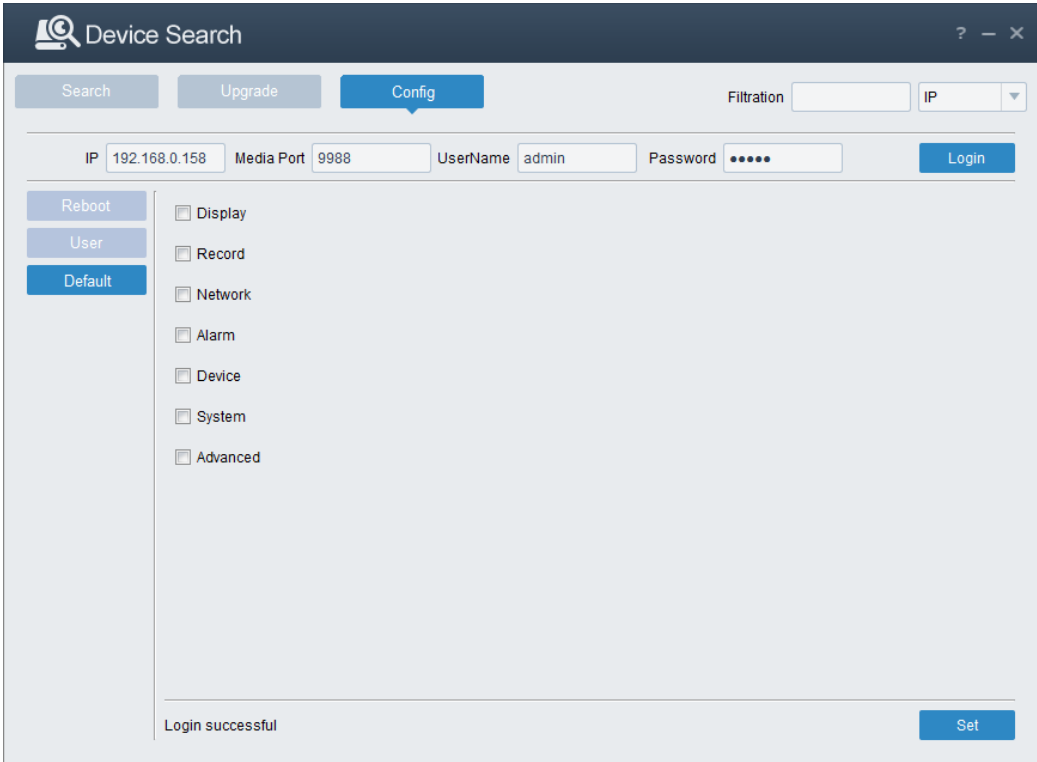 Device Search
?
Search Upgrade Config Filtration IP
IP 192.168.0.158 Media Port 9988 UserName admin Password ●●●●● Login
Reboot
User
Default
Display
Record
Network
Alarm
Device
System
Advanced
Login successful Set